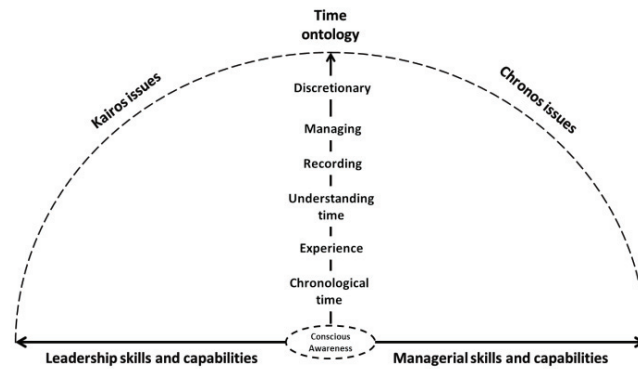 Time
ontology
Kairos issues
Chronos issues
Discretionary
Managing
Recording
Understanding
time
Experience
Chronological
time
Conscious
Awareness
Leadership skills and capabilities
Managerial skills and capabilities